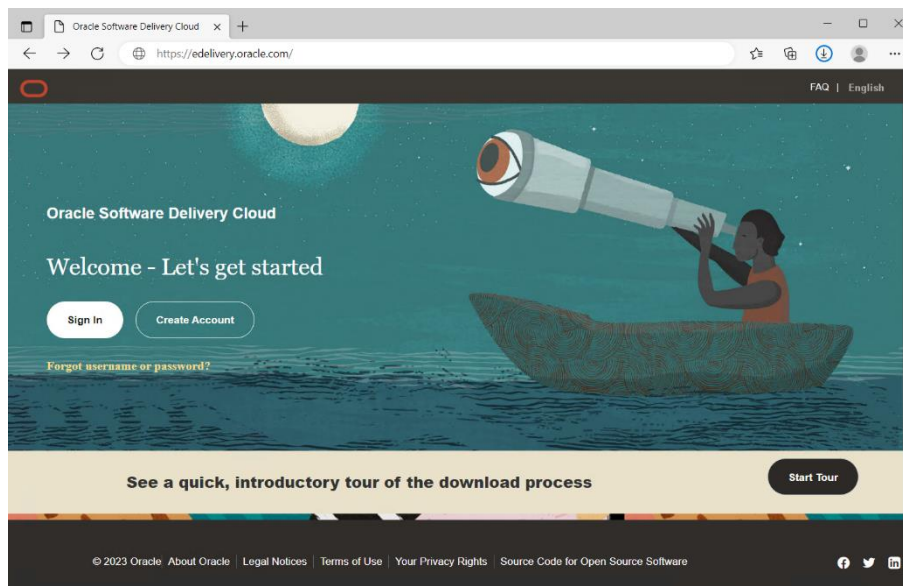 Oracle Software Delivery Cloud
https://edelivery.oracle.com/
FAQ | English
Oracle Software Delivery Cloud
Welcome - Let's get started
Sign In Create Account
Forgot username or password?
See a quick, introductory tour of the download process
Start Tour
© 2023 Oracle | About Oracle | Legal Notices | Terms of Use | Your Privacy Rights | Source Code for Open Source Software